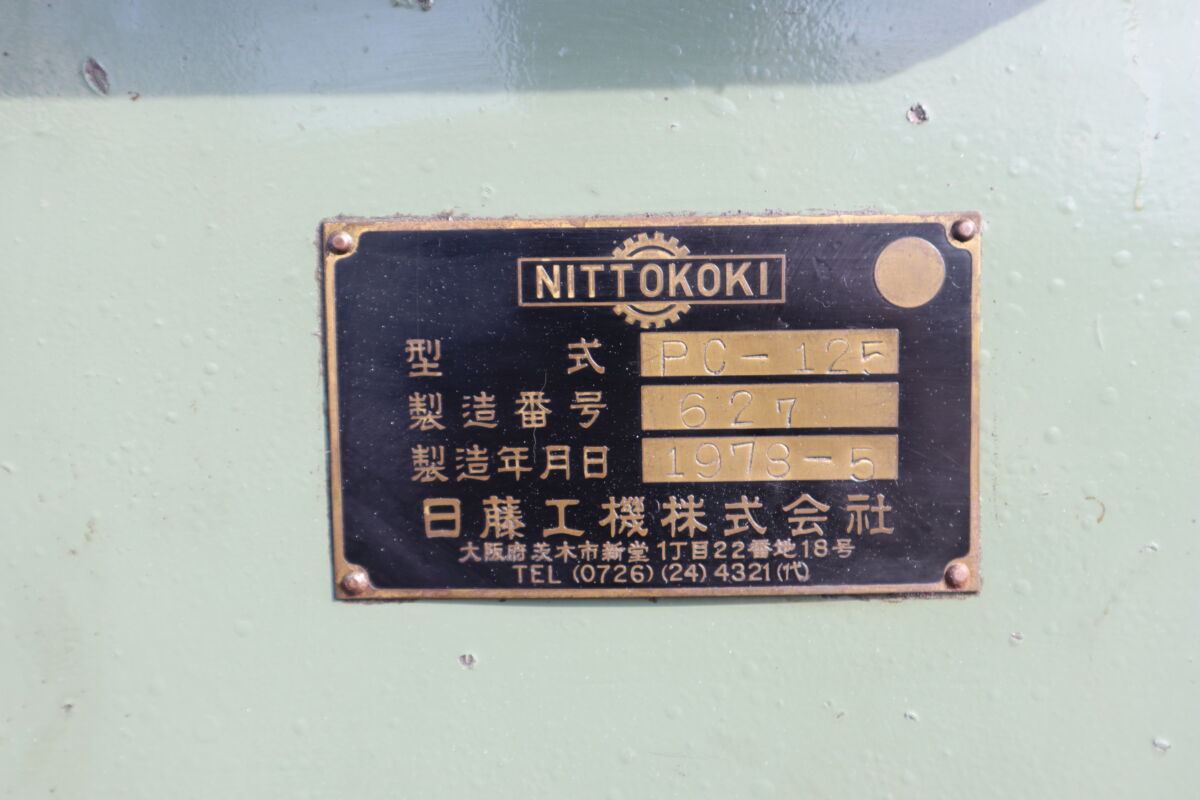 NITTOKOKI
型式 PC-125
製造番号 627
製造年月日 1978-5
日藤工機株式会社
大阪府茨木市新堂1丁目22番地18号
TEL (0726) (24) 4321 (代)